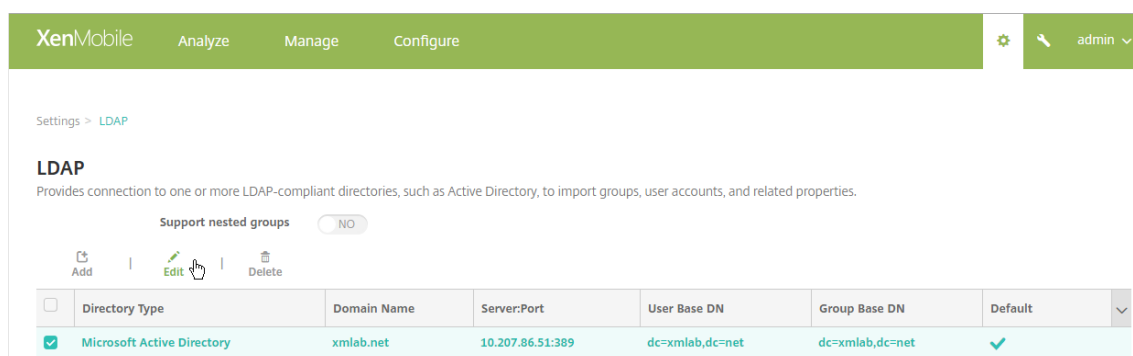 XenMobile Analyze Manage Configure admin
Settings > LDAP
LDAP
Provides connection to one or more LDAP-compliant directories, such as Active Directory, to import groups, user accounts, and related properties.
Support nested groups NO
Add | Edit | Delete
Directory Type Domain Name Server:Port User Base DN Group Base DN Default
Microsoft Active Directory xmlab.net 10.207.86.51:389 dc=xmlab,dc=net dc=xmlab,dc=net